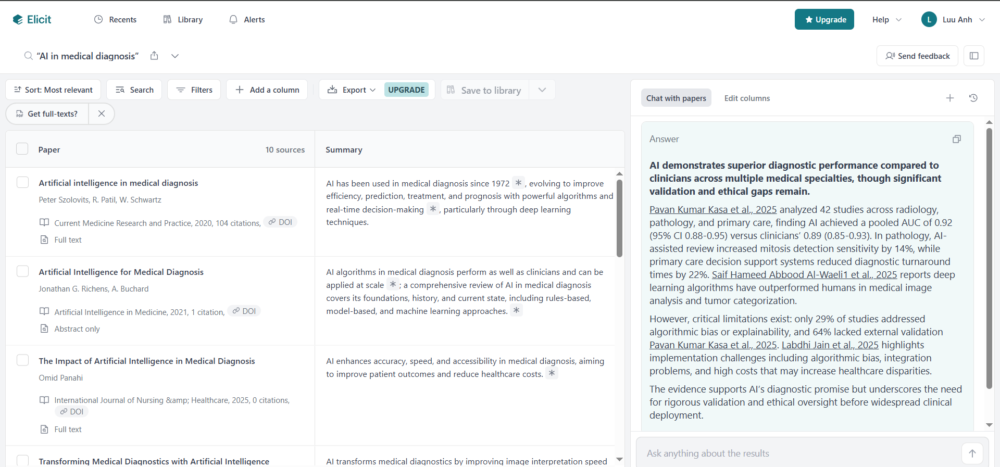 Elicit
Recents
Library
Alerts
Upgrade
Help
L
Luu Anh
“AI in medical diagnosis”
Send feedback
Sort: Most relevant
Search
Filters
Add a column
Export
UPGRADE
Save to library
PDF
Get full-texts?
Paper
10 sources
Summary
Artificial intelligence in medical diagnosis
Peter Szolovits, R. Patil, W. Schwartz
Current Medicine Research and Practice, 2020, 104 citations,
DOI
Full text
AI has been used in medical diagnosis since 1972 *, evolving to improve
efficiency, prediction, treatment, and prognosis with powerful algorithms and
real-time decision-making *, particularly through deep learning
techniques.
Artificial Intelligence for Medical Diagnosis
Jonathan G. Richens, A. Buchard
Artificial Intelligence in Medicine, 2021, 1 citation,
DOI
Abstract only
AI algorithms in medical diagnosis perform as well as clinicians and can be
applied at scale *; a comprehensive review of AI in medical diagnosis
covers its foundations, history, and current state, including rules-based,
model-based, and machine learning approaches. *
The Impact of Artificial Intelligence in Medical Diagnosis
Omid Panahi
International Journal of Nursing &amp; Healthcare, 2025, 0 citations,
DOI
Full text
AI enhances accuracy, speed, and accessibility in medical diagnosis, aiming
to improve patient outcomes and reduce healthcare costs. *
Transforming Medical Diagnostics with Artificial Intelligence
AI transforms medical diagnostics by improving image interpretation speed
Chat with papers
Edit columns
Answer
AI demonstrates superior diagnostic performance compared to
clinicians across multiple medical specialties, though significant
validation and ethical gaps remain.
Pavan Kumar Kasa et al., 2025 analyzed 42 studies across radiology,
pathology, and primary care, finding AI achieved a pooled AUC of 0.92
(95% CI 0.88-0.95) versus clinicians’ 0.89 (0.85-0.93). In pathology, AI-
assisted review increased mitosis detection sensitivity by 14%, while
primary care decision support systems reduced diagnostic turnaround
times by 22%. Saif Hameed Abbood Al-Waeli1 et al., 2025 reports deep
learning algorithms have outperformed humans in medical image
analysis and tumor categorization.
However, critical limitations exist: only 29% of studies addressed
algorithmic bias or explainability, and 64% lacked external validation
Pavan Kumar Kasa et al., 2025. Labdhi Jain et al., 2025 highlights
implementation challenges including algorithmic bias, integration
problems, and high costs that may increase healthcare disparities.
The evidence supports AI’s diagnostic promise but underscores the need
for rigorous validation and ethical oversight before widespread clinical
deployment.
Ask anything about the results